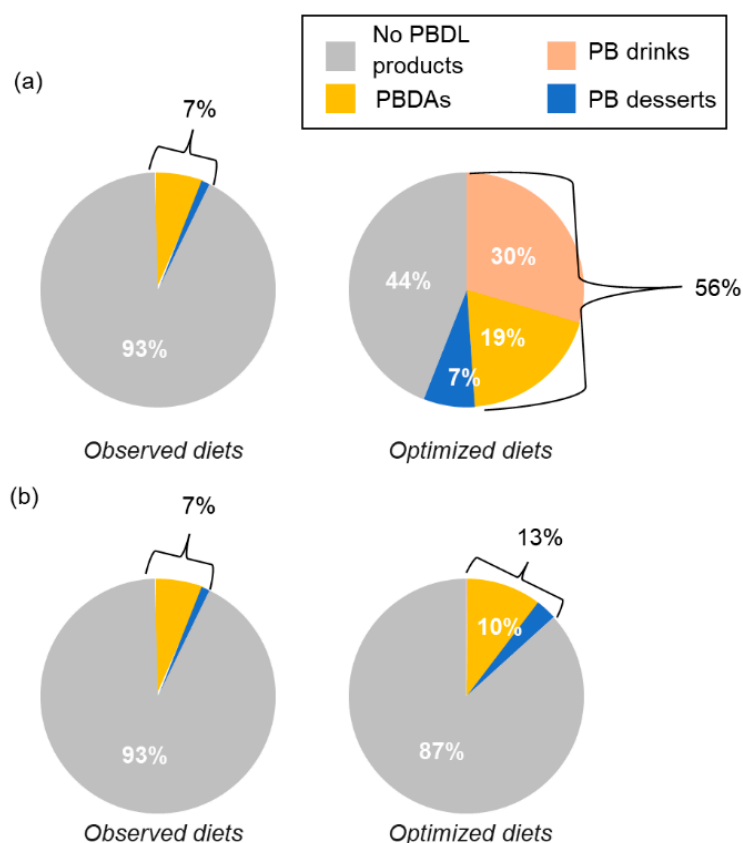 No PBDL
products
PB drinks
PBDAs
PB desserts
(a)
7%
93%
Observed diets
44%
30%
19%
7%
56%
Optimized diets
(b)
7%
93%
Observed diets
13%
10%
87%
Optimized diets